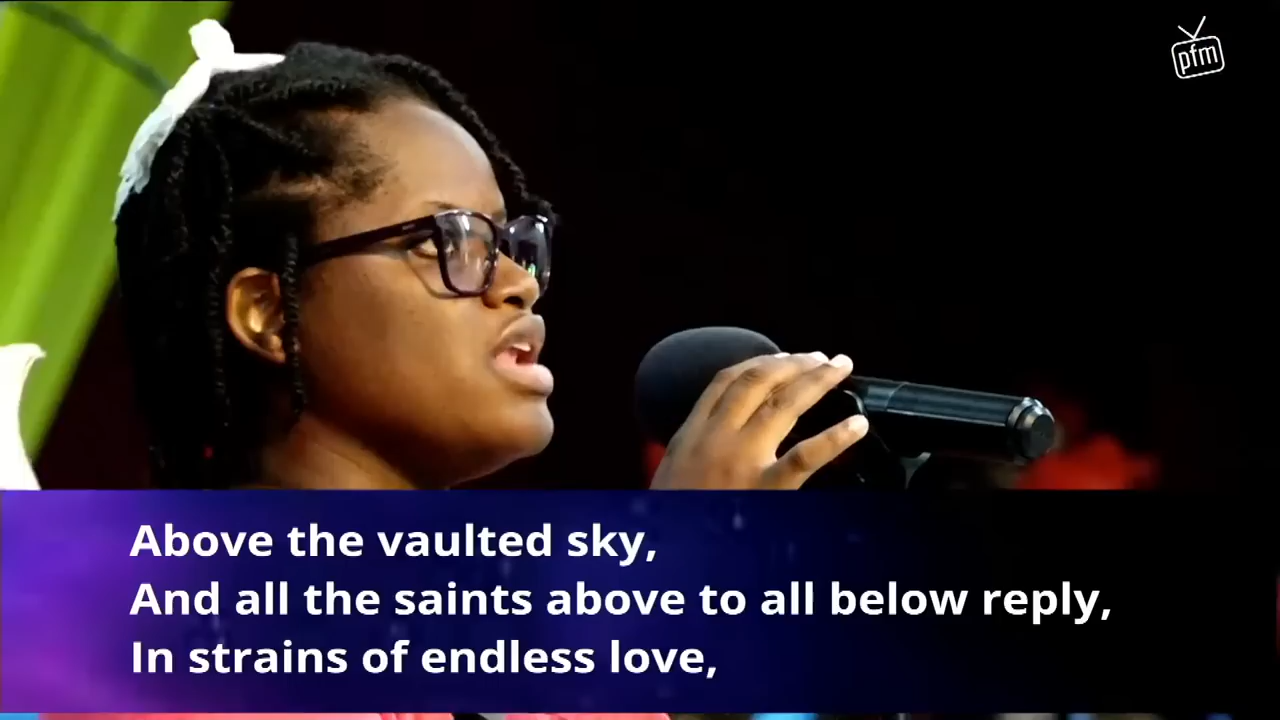 pfm
Above the vaulted sky,
And all the saints above to all below reply,
In strains of endless love,